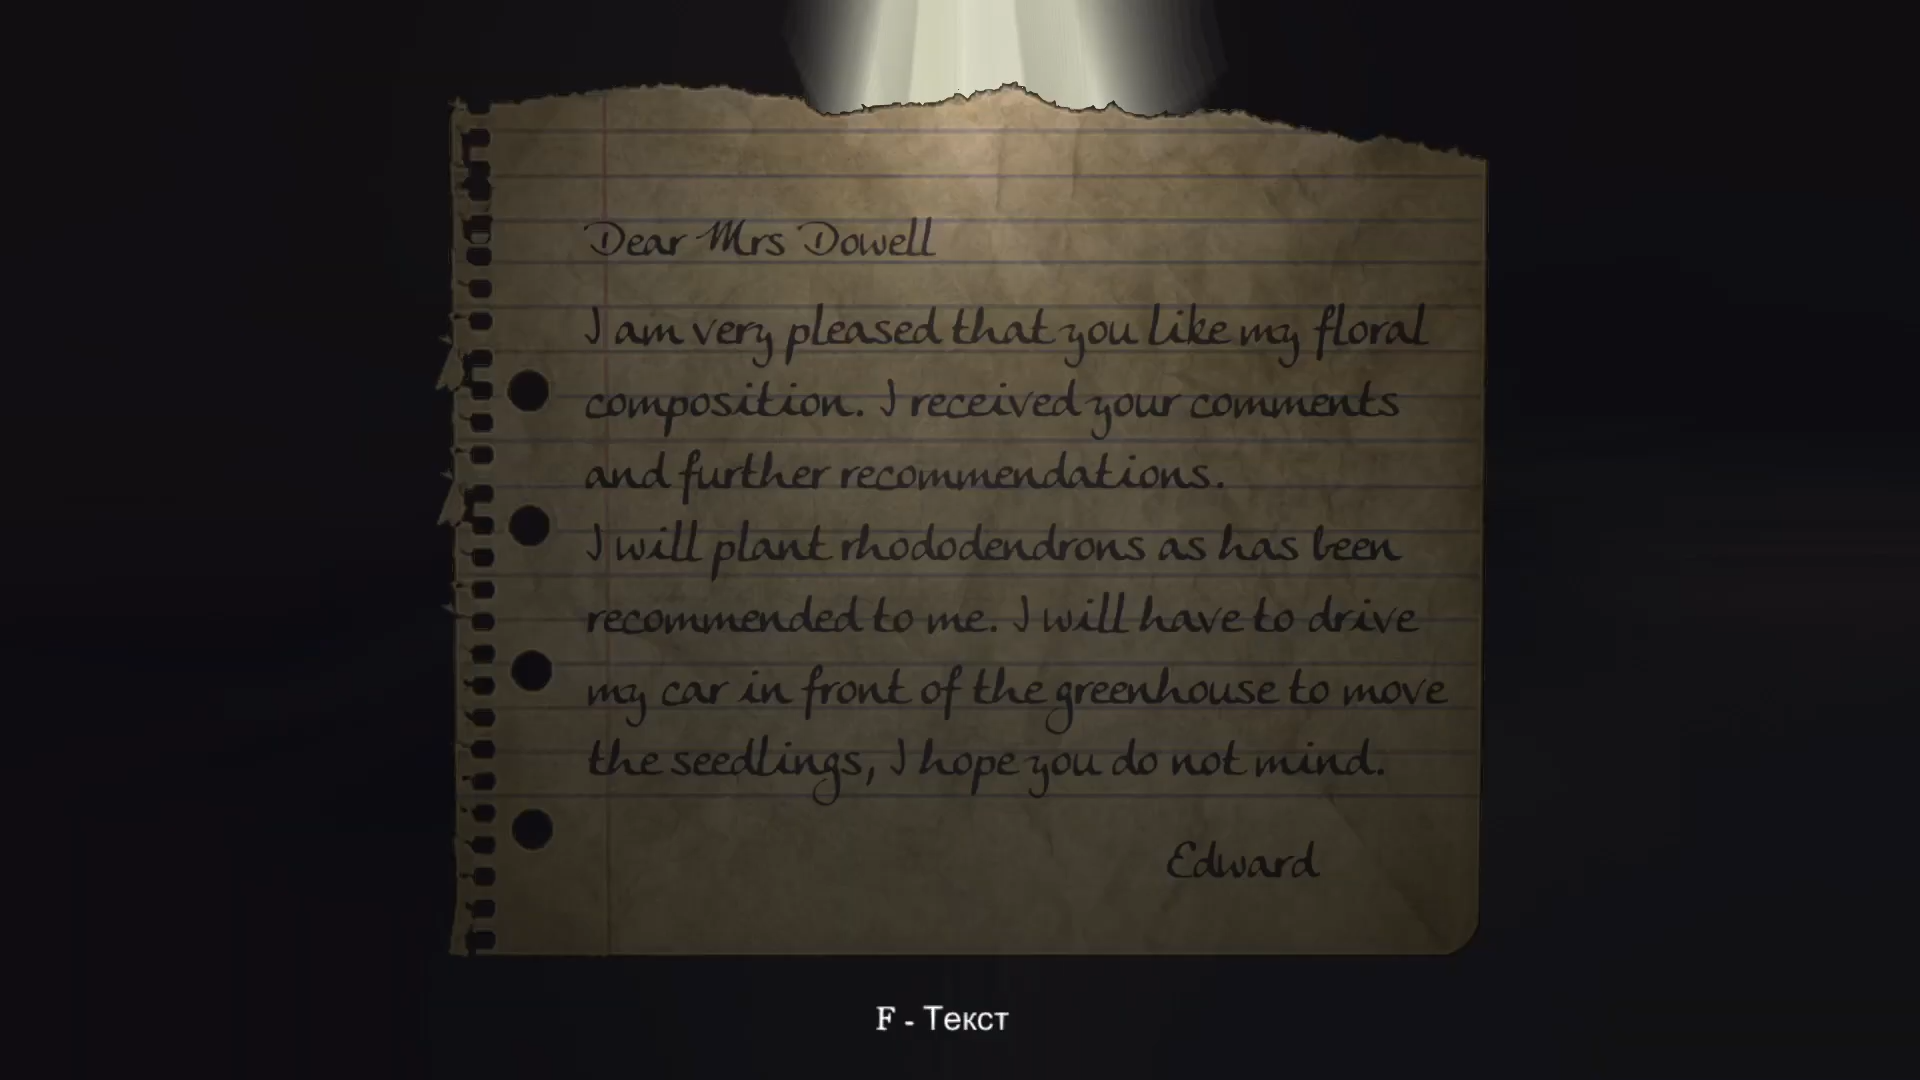 Dear Mrs Dowell
I am very pleased that you like my floral
composition. I received your comments
and further recommendations.
I will plant rhododendrons as has been
recommended to me. I will have to drive
my car in front of the greenhouse to move
the seedlings, I hope you do not mind.
Edward
F - Текст